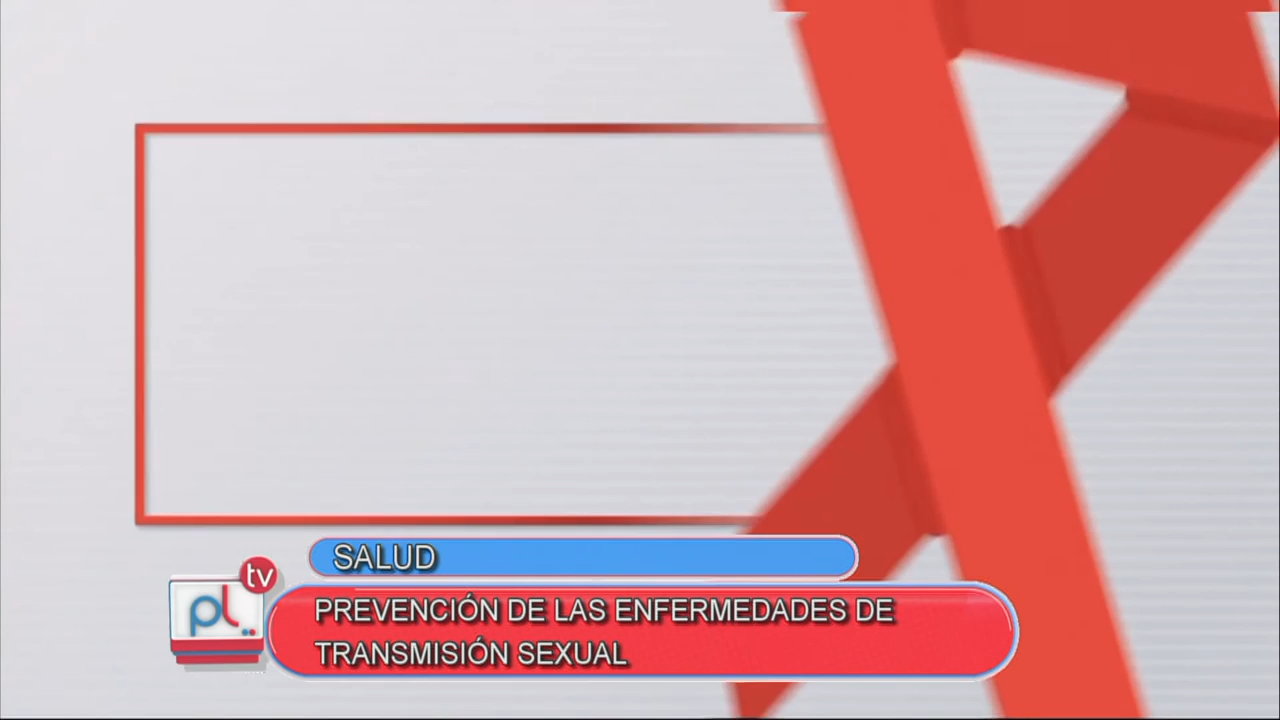 SALUD
tv
pl
PREVENCIÓN DE LAS ENFERMEDADES DE
TRANSMISIÓN SEXUAL